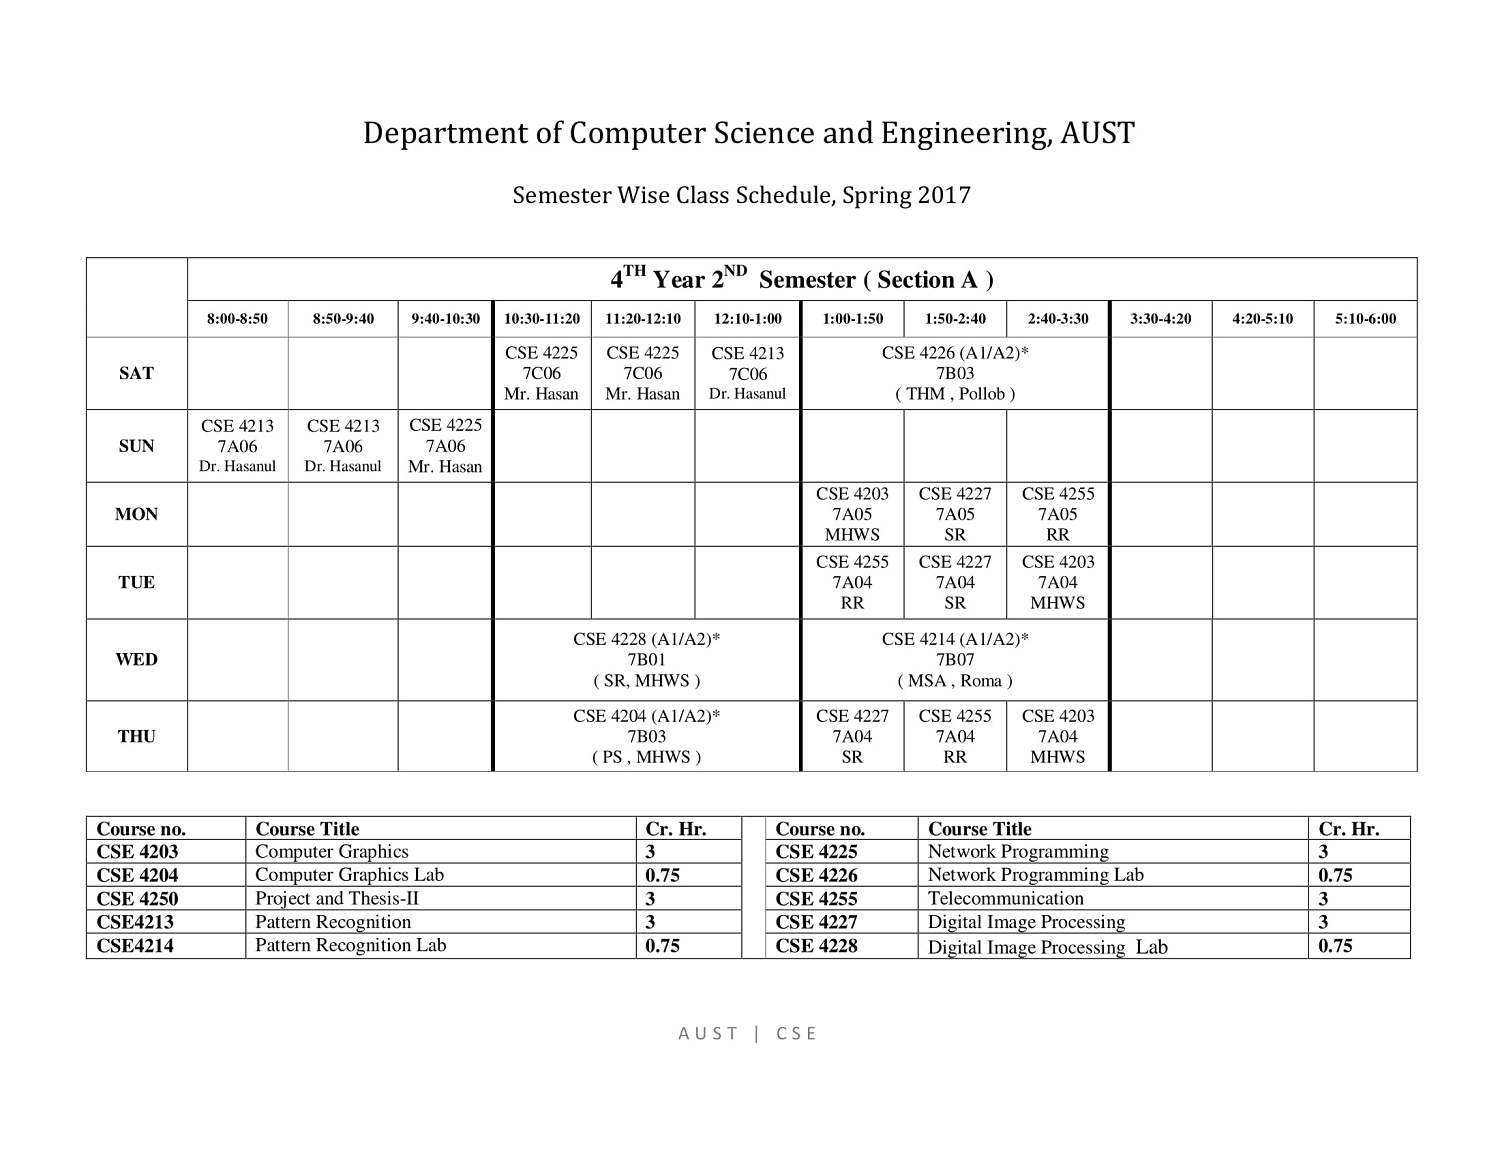 Department of Computer Science and Engineering, AUST
Semester Wise Class Schedule, Spring 2017
4TH Year 2ND Semester ( Section A )
8:00-8:50 8:50-9:40 9:40-10:30 10:30-11:20 11:20-12:10 12:10-1:00 1:00-1:50 1:50-2:40 2:40-3:30 3:30-4:20 4:20-5:10 5:10-6:00
CSE 4225 CSE 4225 CSE 4213 CSE 4226 (A1/A2)*
SAT 7C06 7C06 7C06 7B03
Mr. Hasan Mr. Hasan Dr. Hasanul ( THM , Pollob )
CSE 4213 CSE 4213 CSE 4225
SUN 7A06 7A06 7A06
Dr. Hasanul Dr. Hasanul Mr. Hasan
CSE 4203 CSE 4227 CSE 4255
MON 7A05 7A05 7A05
MHWS SR RR
CSE 4255 CSE 4227 CSE 4203
TUE 7A04 7A04 7A04
RR SR MHWS
CSE 4228 (A1/A2)* CSE 4214 (A1/A2)*
WED 7B01 7B07
( SR, MHWS ) ( MSA , Roma )
CSE 4204 (A1/A2)* CSE 4227 CSE 4255 CSE 4203
THU 7B03 7A04 7A04 7A04
( PS , MHWS ) SR RR MHWS
Course no. Course Title Cr. Hr. Course no. Course Title Cr. Hr.
CSE 4203 Computer Graphics 3 CSE 4225 Network Programming 3
CSE 4204 Computer Graphics Lab 0.75 CSE 4226 Network Programming Lab 0.75
CSE 4250 Project and Thesis-II 3 CSE 4255 Telecommunication 3
CSE4213 Pattern Recognition 3 CSE 4227 Digital Image Processing 3
CSE4214 Pattern Recognition Lab 0.75 CSE 4228 Digital Image Processing Lab 0.75
AUST | CSE